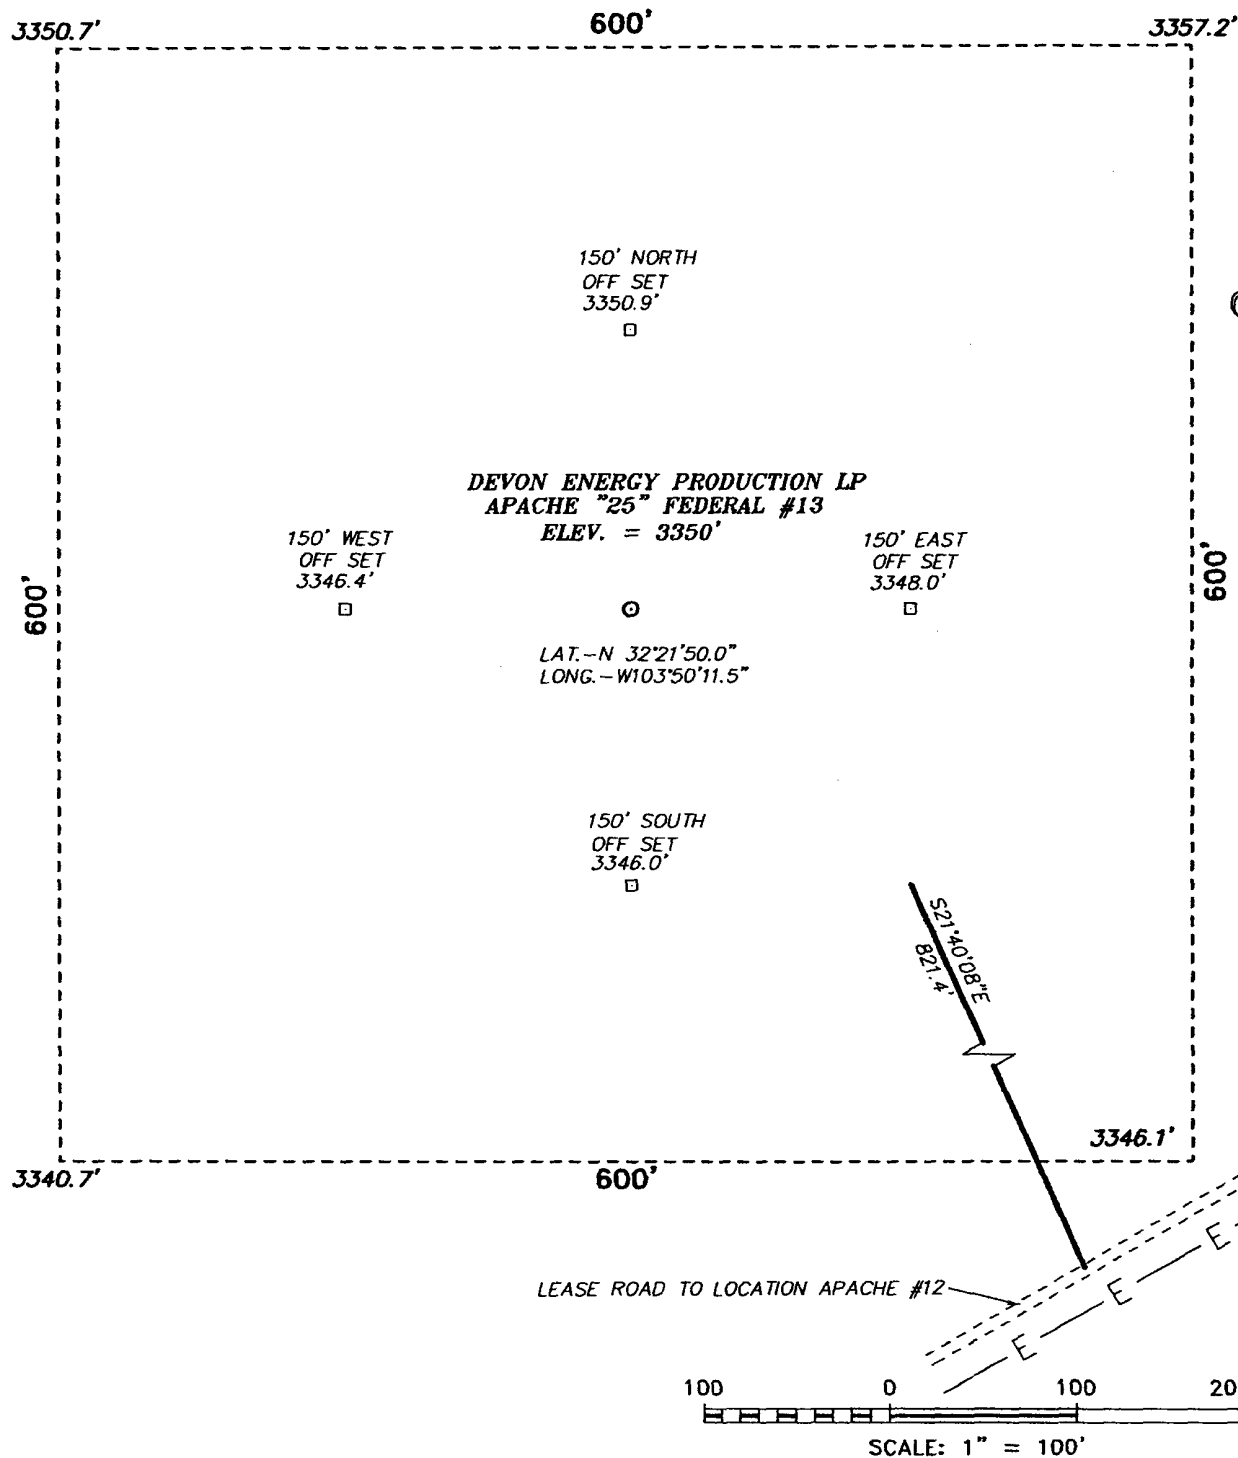 3350.7'
600'
3357.2'
150' NORTH
OFF SET
3350.9'
DEVON ENERGY PRODUCTION LP
APACHE "25" FEDERAL #13
ELEV. = 3350'
150' WEST
OFF SET
3346.4'
150' EAST
OFF SET
3348.0'
600'
600'
LAT.-N 32°21'50.0"
LONG.-W103°50'11.5"
150' SOUTH
OFF SET
3346.0'
S21°40'08"E
821.4'
3346.1'
3340.7'
600'
E
E
E
LEASE ROAD TO LOCATION APACHE #12
100 0 100 20
SCALE: 1" = 100'